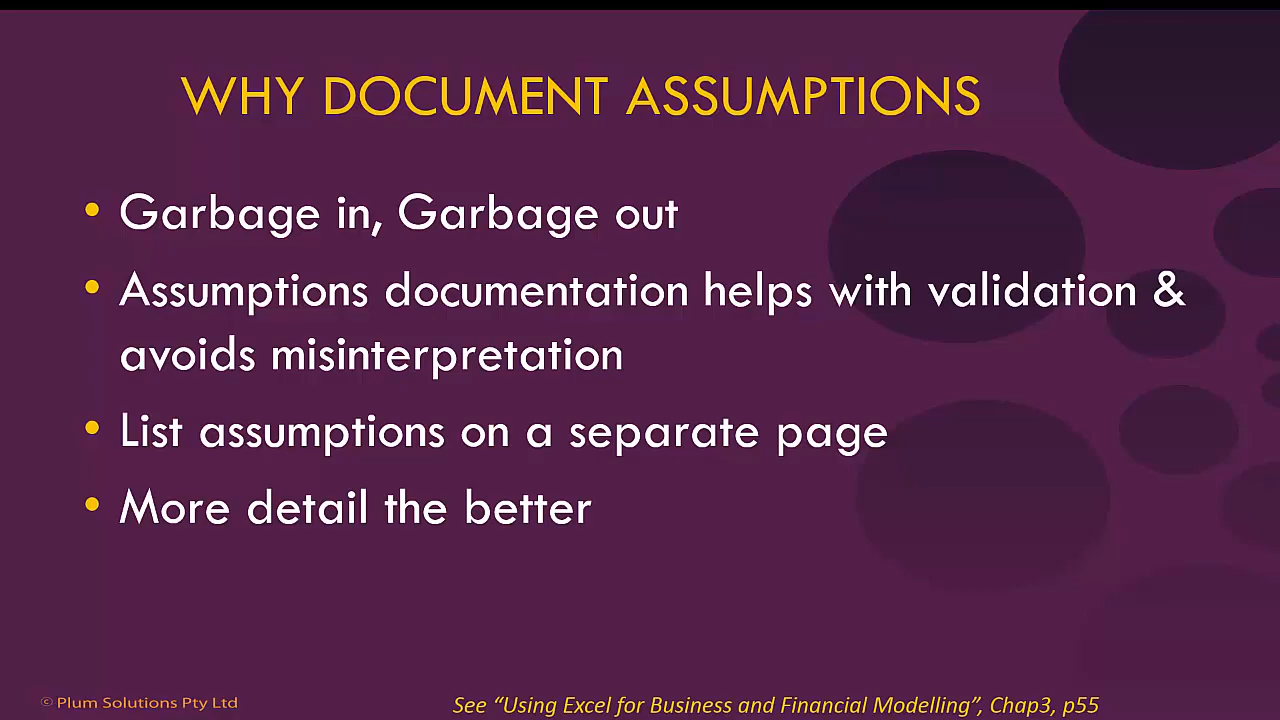 WHY DOCUMENT ASSUMPTIONS
• Garbage in, Garbage out
• Assumptions documentation helps with validation &
avoids misinterpretation
• List assumptions on a separate page
• More detail the better
© Plum Solutions Pty Ltd
See “Using Excel for Business and Financial Modelling”, Chap3, p55